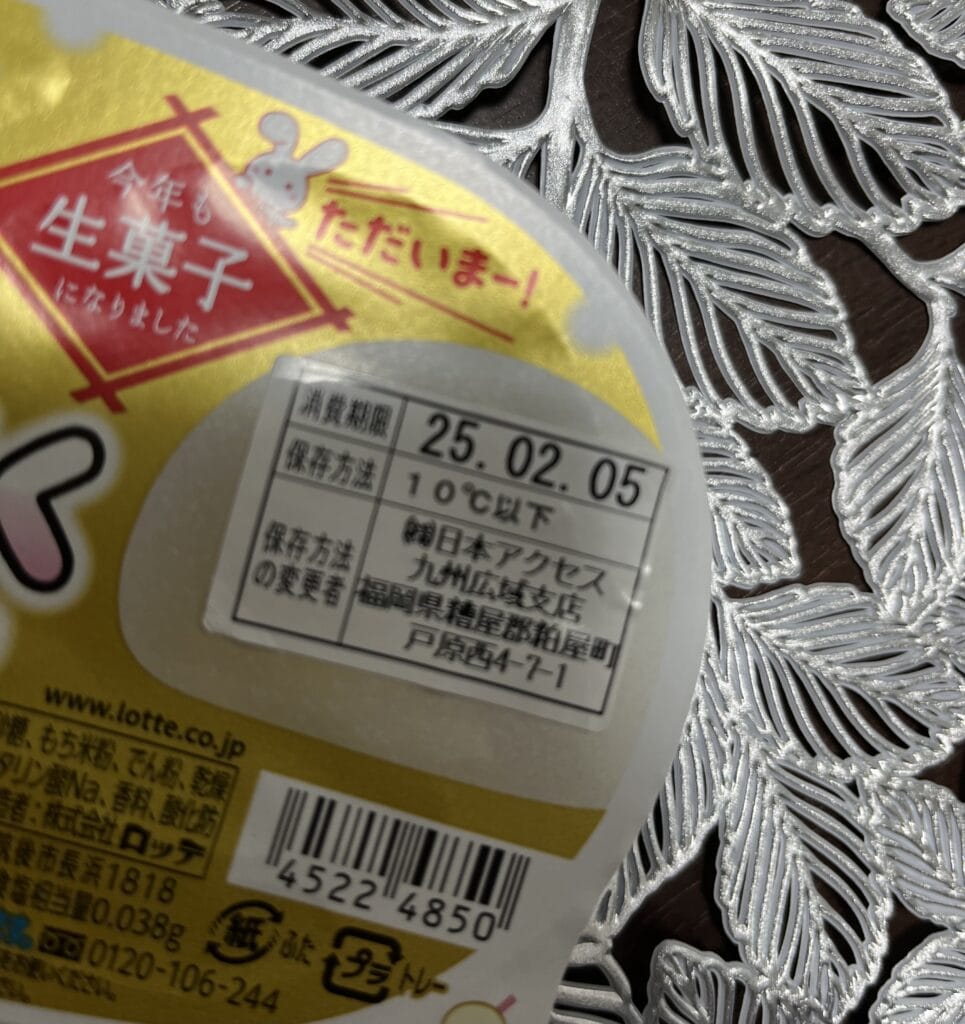 今年も
生菓子
になりました
ただいまー!
消費期限 25.02.05
保存方法 10℃以下
保存方法の変更者
㈱日本アクセス
九州広域支店
福岡県糟屋郡粕屋町
戸原西4-7-1
www.lotte.co.jp
糖、もち米粉、でん粉、乾燥
タリン酸Na、香料、酸化防
者:株式会社ロッテ
筑後市長浜1818
食塩相当量0.038g
0120-106-244
4522 4850
紙 ふた
プラ トレー